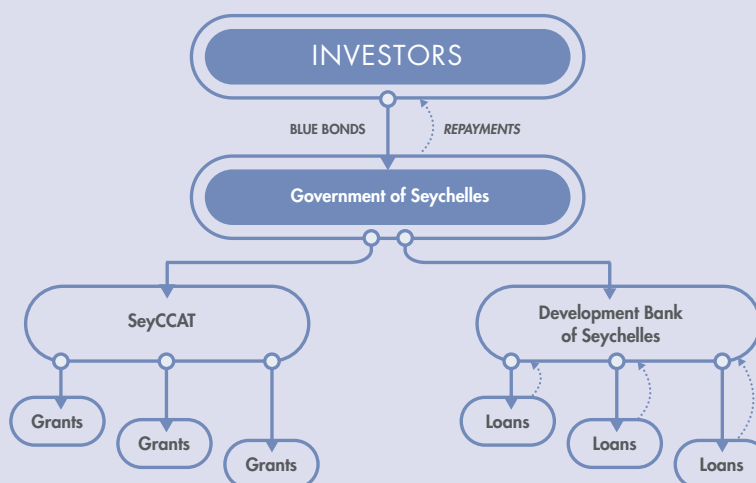 INVESTORS
BLUE BONDS
REPAYMENTS
Government of Seychelles
SeyCCAT
Development Bank
of Seychelles
Grants
Grants
Grants
Loans
Loans
Loans